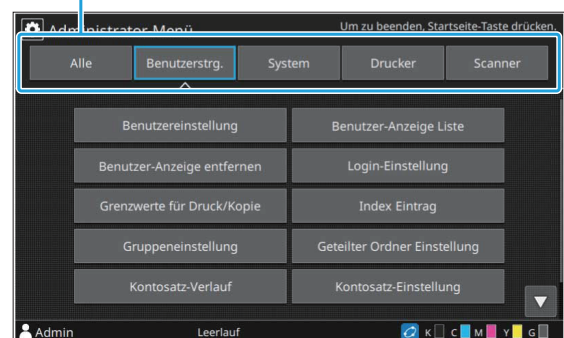 Administrator Menü
Um zu beenden, Startseite-Taste drücken.
Alle
Benutzerstrg.
System
Drucker
Scanner
Benutzereinstellung
Benutzer-Anzeige Liste
Benutzer-Anzeige entfernen
Login-Einstellung
Grenzwerte für Druck/Kopie
Index Eintrag
Gruppeneinstellung
Geteilter Ordner Einstellung
Kontosatz-Verlauf
Kontosatz-Einstellung
Admin
Leerlauf
K C M Y G